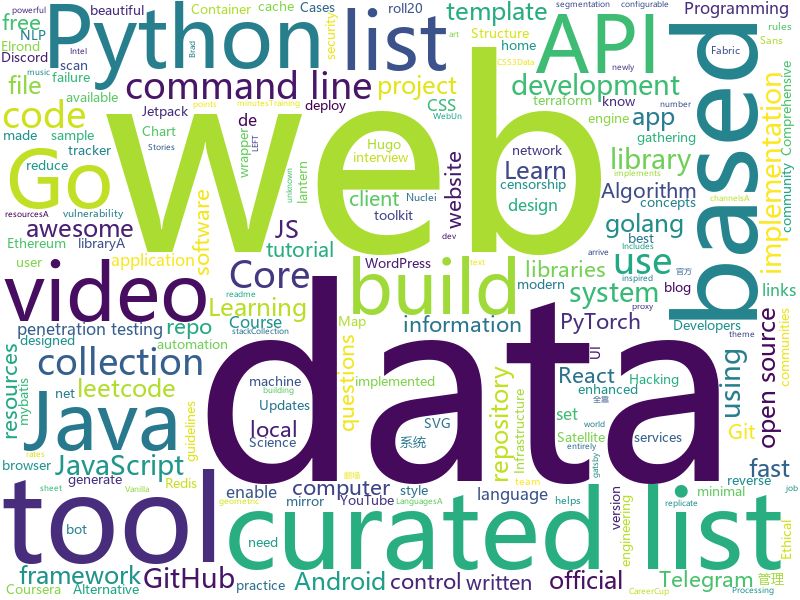 powerful
configurable
segmentation
rules
points
beautiful
Container
cache
Cases
roll20
template
Programming
free
NLP
Elrond
Discord
scan
Intel
music
Brad
art
security
Structure
home
CSS3Data
newly
Fabric
Sans
Python
list
API
web
based
command line
project
development
file
code
available
failure
Jetpack
minutesTraining
deploy
CSS
terraform
know
engine
app
gathering
implementation
Comprehensive
community
number
made
sample
tracker
reduce
Chart
de
wrapper
Hugo
interview
WebUn
Stories
LEFT
network
Learn
library
Go
resourcesA
vulnerability
awesome
Ethereum
libraryA
user
application
software
JS
tutorial
unknown
lantern
client
toolkit
Nuclei
censorship
design
website
channelsA
implements
Algorithm
concepts
golang
best
dev
WordPress
modern
libraries
use
arrive
Includes
inspired
官方
blog
links
video
Core
build
system
proxy
text
theme
readme
stackCollection
Learning
penetration testing
repo
automation
designed
Course
Map
information
PyTorch
Developers
communities
resources
mybatis
collection
leetcode
net
machine
implemented
questions
UI
React
enhanced
Hacking
using
open source
Java
guidelines
local
Updates
building
Science
SVG
系统
repository
Infrastructure
set
Satellite
world
services
全靠
Git
browser
JavaScript
Redis
generate
enable
computer
YouTube
style
LanguagesA
language
entirely
gatsby
fast
minimal
reverse
job
data
tool
curated list
bot
mirror
need
version
engineering
team
geometric
sheet
Vanilla
rates
helps
replicate
Ethical
framework
GitHub
Android
control
written
official
Telegram
管理
Coursera
Alternative
practice
CareerCup
Processing